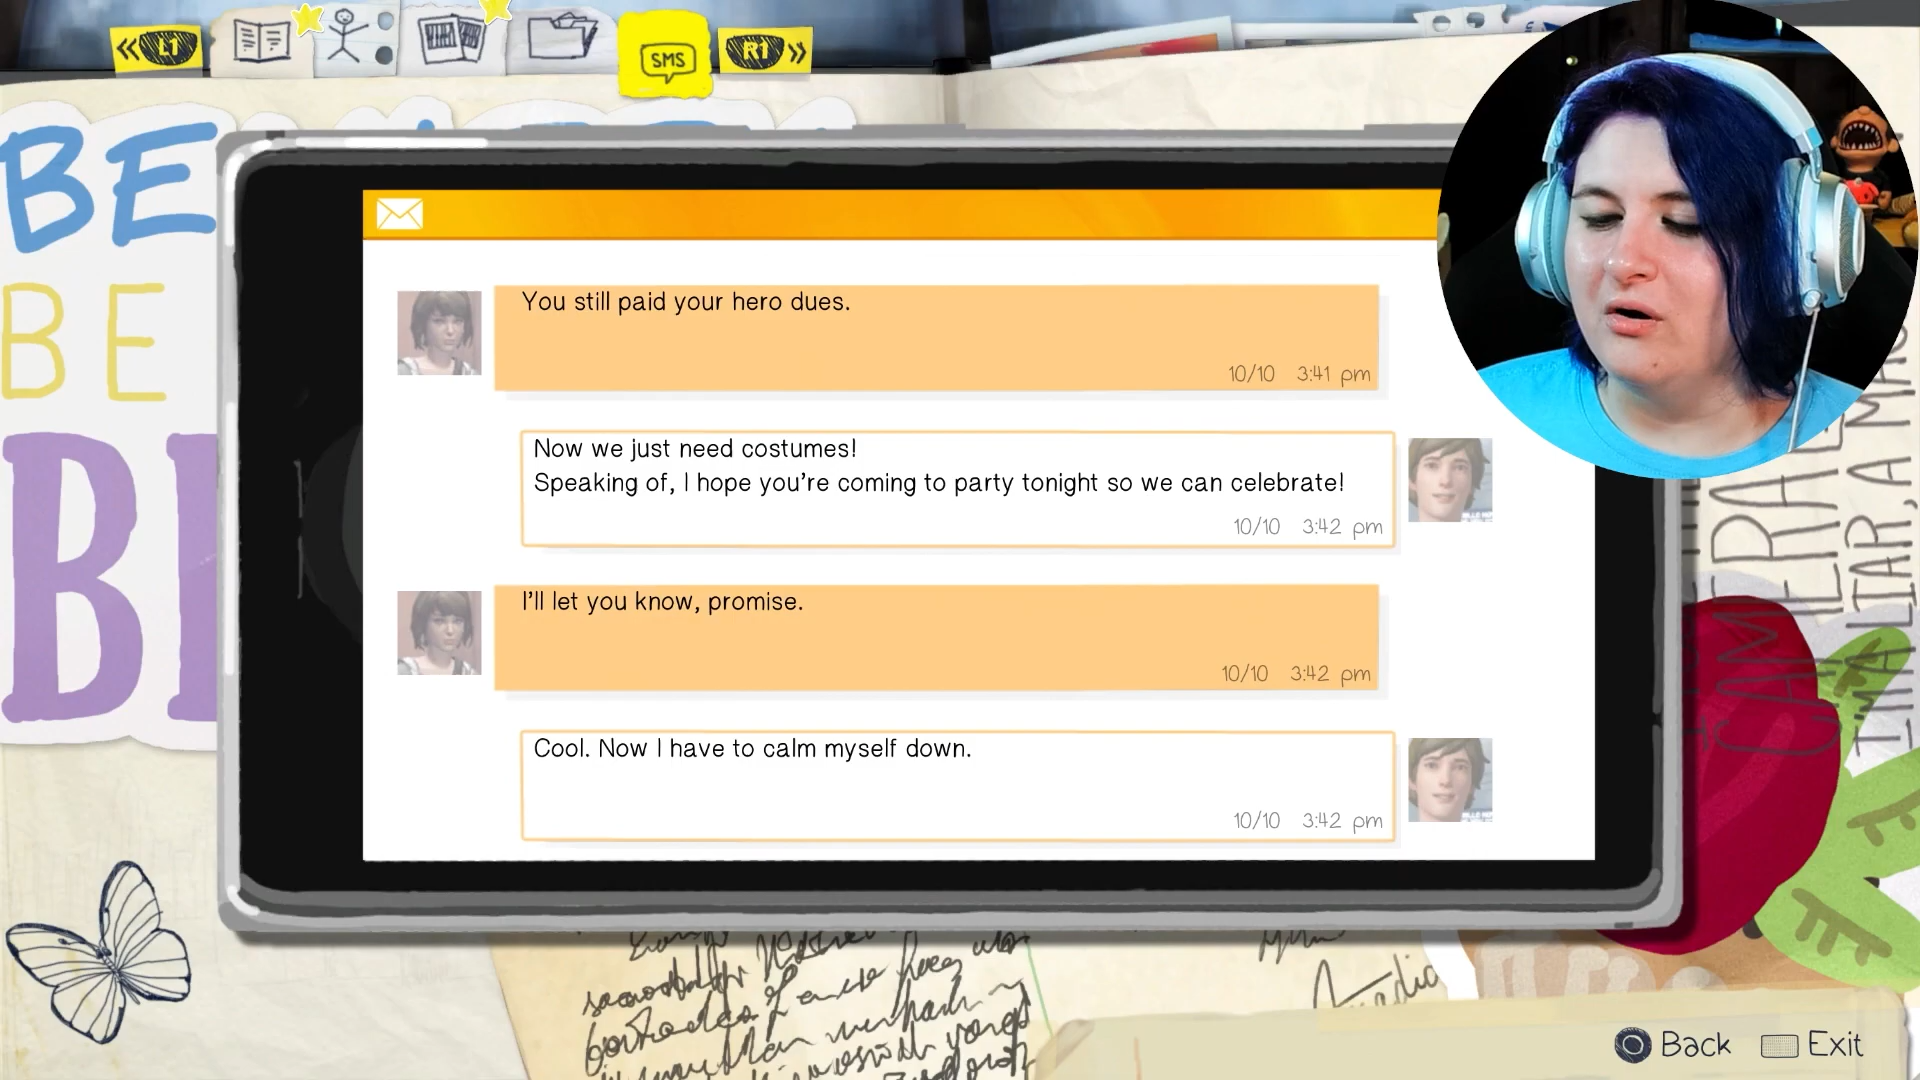 L1
SMS
R1
BE
BE
You still paid your hero dues.
10/10 3:41 pm
Now we just need costumes!
Speaking of, I hope you're coming to party tonight so we can celebrate!
10/10 3:42 pm
I'll let you know, promise.
10/10 3:42 pm
Cool. Now I have to calm myself down.
10/10 3:42 pm
Back
Exit